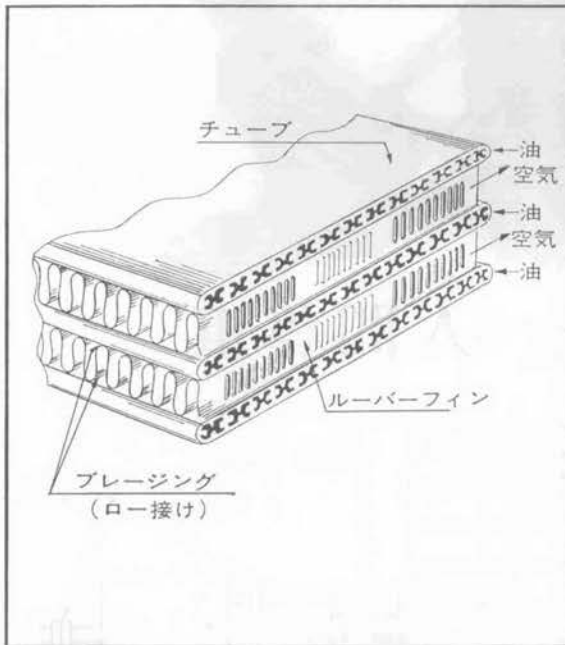 チューブ
油
空気
油
空気
油
ルーバーフィン
ブレージング
(ロー接け)